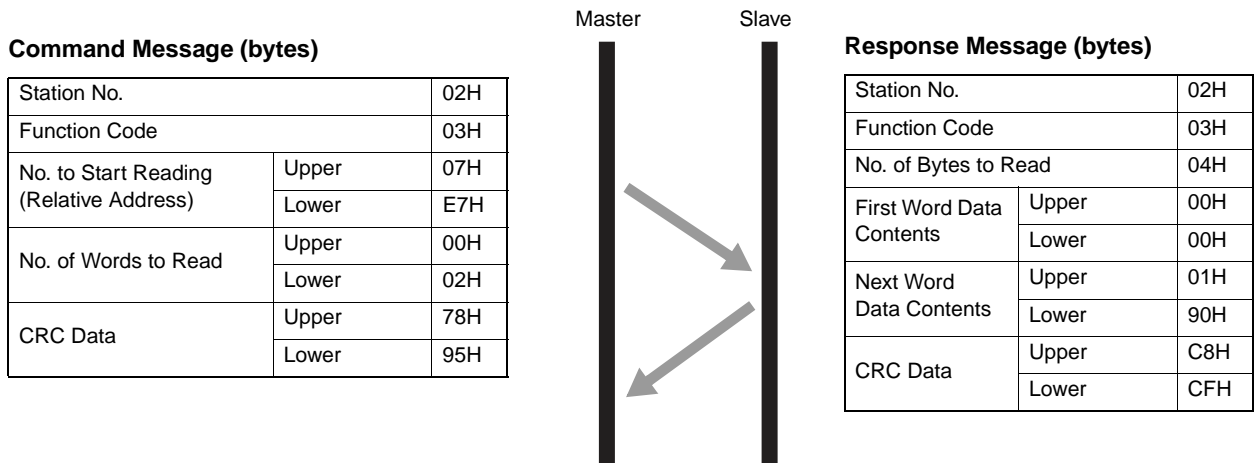 Master Slave
Command Message (bytes)
Station No. 02H
Function Code 03H
No. to Start Reading
(Relative Address)
Upper 07H
Lower E7H
No. of Words to Read
Upper 00H
Lower 02H
CRC Data
Upper 78H
Lower 95H
Response Message (bytes)
Station No. 02H
Function Code 03H
No. of Bytes to Read 04H
First Word Data
Contents
Upper 00H
Lower 00H
Next Word
Data Contents
Upper 01H
Lower 90H
CRC Data
Upper C8H
Lower CFH